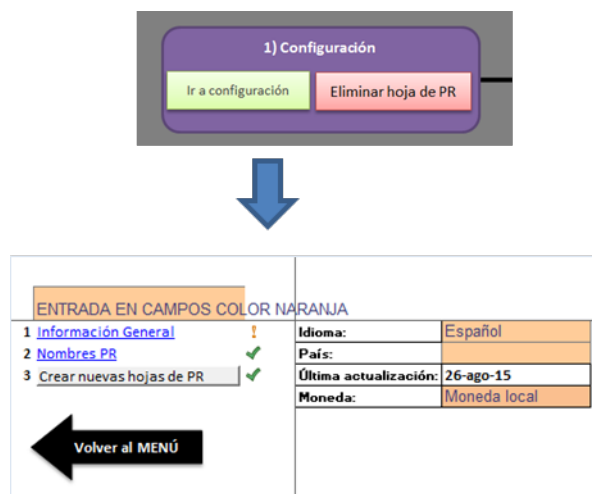 1) Configuración
Ir a configuración
Eliminar hoja de PR
ENTRADA EN CAMPOS COLOR NARANJA
1 Información General ! Idioma: Español
2 Nombres PR ✔ País:
3 Crear nuevas hojas de PR ✔ Última actualización: 26-ago-15
Moneda: Moneda local
Volver al MENÚ